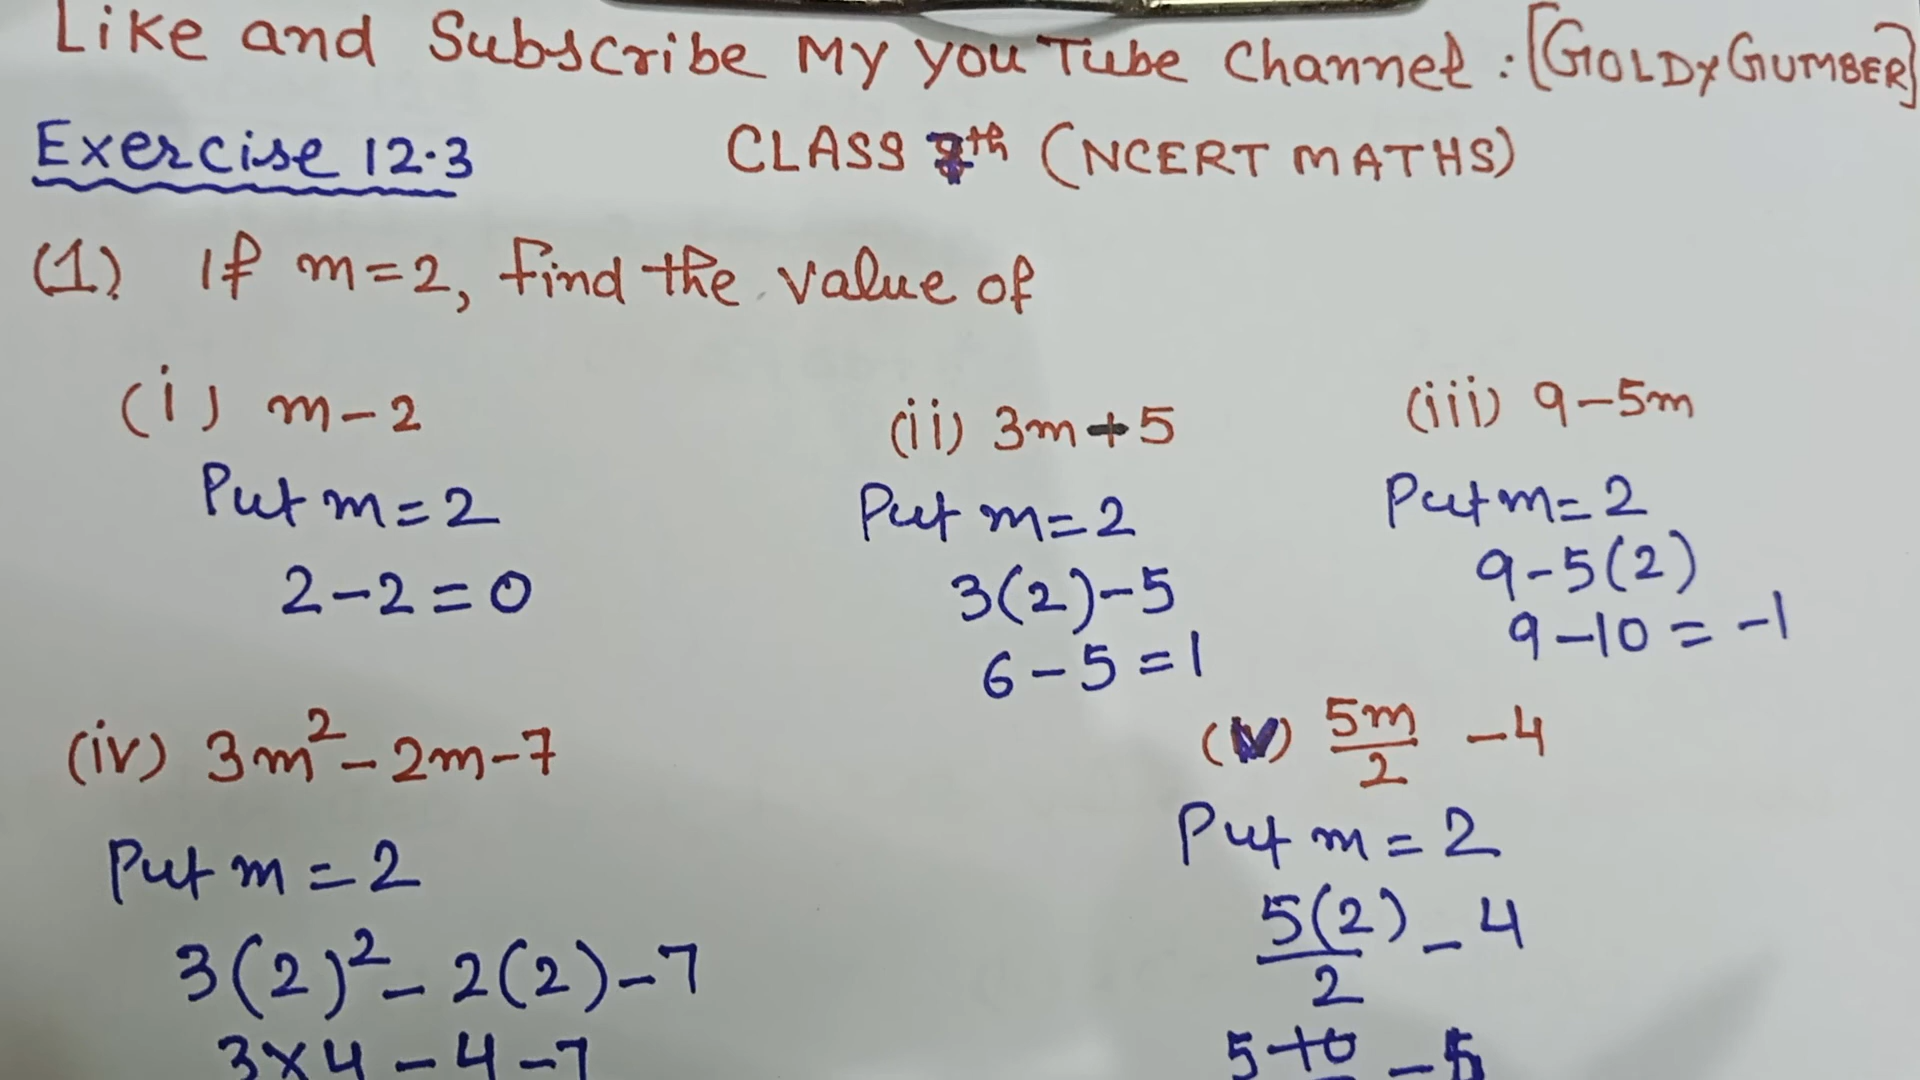 Like and Subscribe My YouTube Channel : [GOLDY GUMBER]
Exercise 12.3 CLASS 7th (NCERT MATHS)
(1) If m=2, find the value of
(i) m-2
Put m=2
2-2=0
(ii) 3m+5
Put m=2
3(2)-5
6-5=1
(iii) 9-5m
Put m=2
9-5(2)
9-10=-1
(iv) 3m²-2m-7
Put m=2
3(2)²-2(2)-7
3×4-4-7
(v) 5m/2 -4
Put m=2
5(2)/2 -4
5 10 -